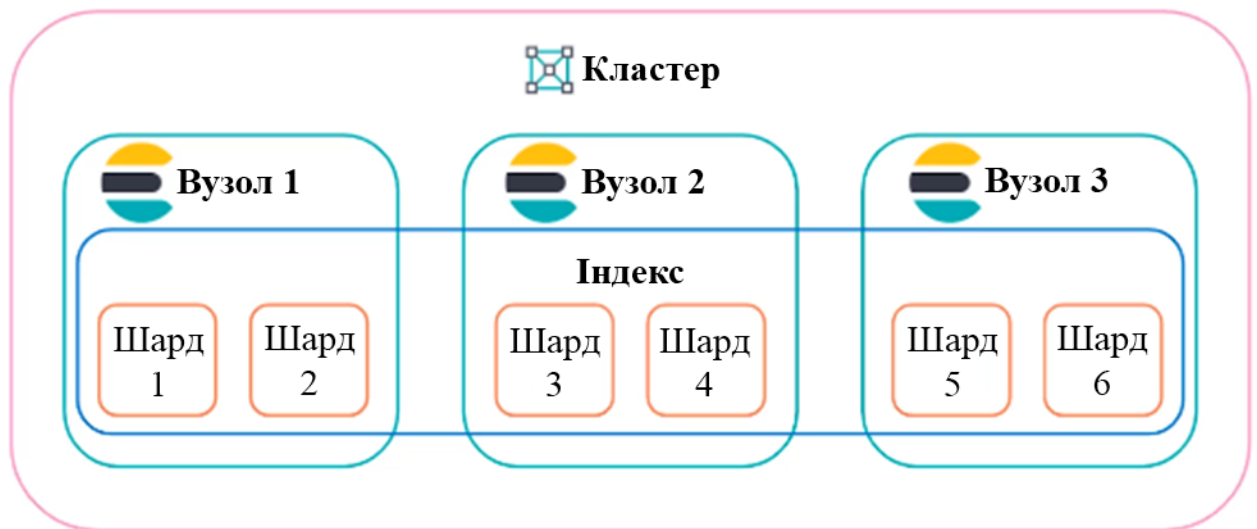 Кластер
Вузол 1
Вузол 2
Вузол 3
Індекс
Шард
1
Шард
2
Шард
3
Шард
4
Шард
5
Шард
6